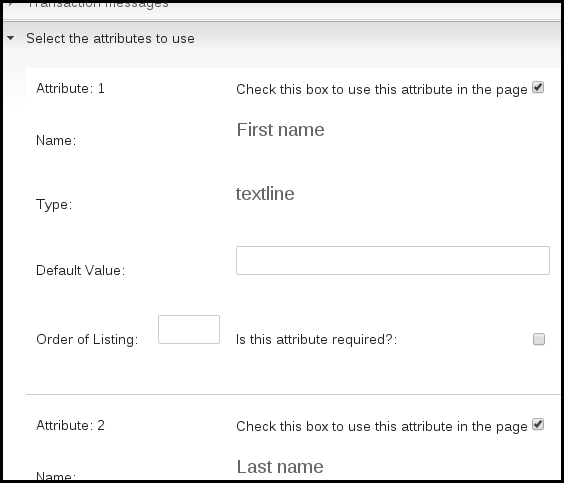 Transaction messages
Select the attributes to use
Attribute: 1 Check this box to use this attribute in the page
Name: First name
Type: textline
Default Value:
Order of Listing: Is this attribute required?:
Attribute: 2 Check this box to use this attribute in the page
Name: Last name